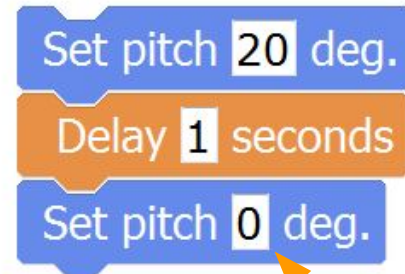 Set pitch 20 deg.
Delay 1 seconds
Set pitch 0 deg.